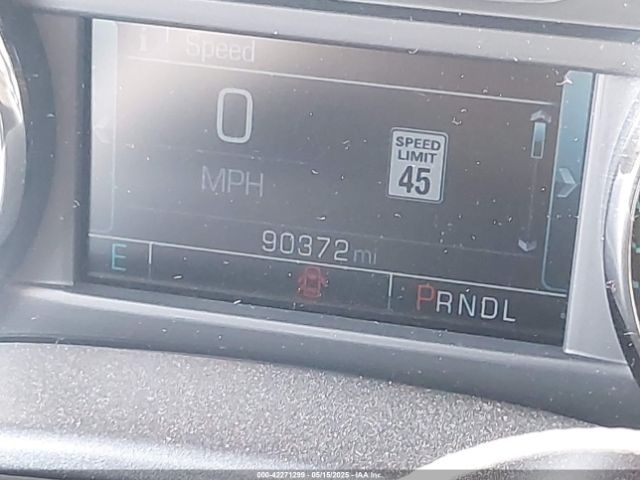 i Speed
0
MPH
SPEED
LIMIT
45
90372 mi
E
PRNDL
000-42271299 - 05/15/2025 - IAA Inc.